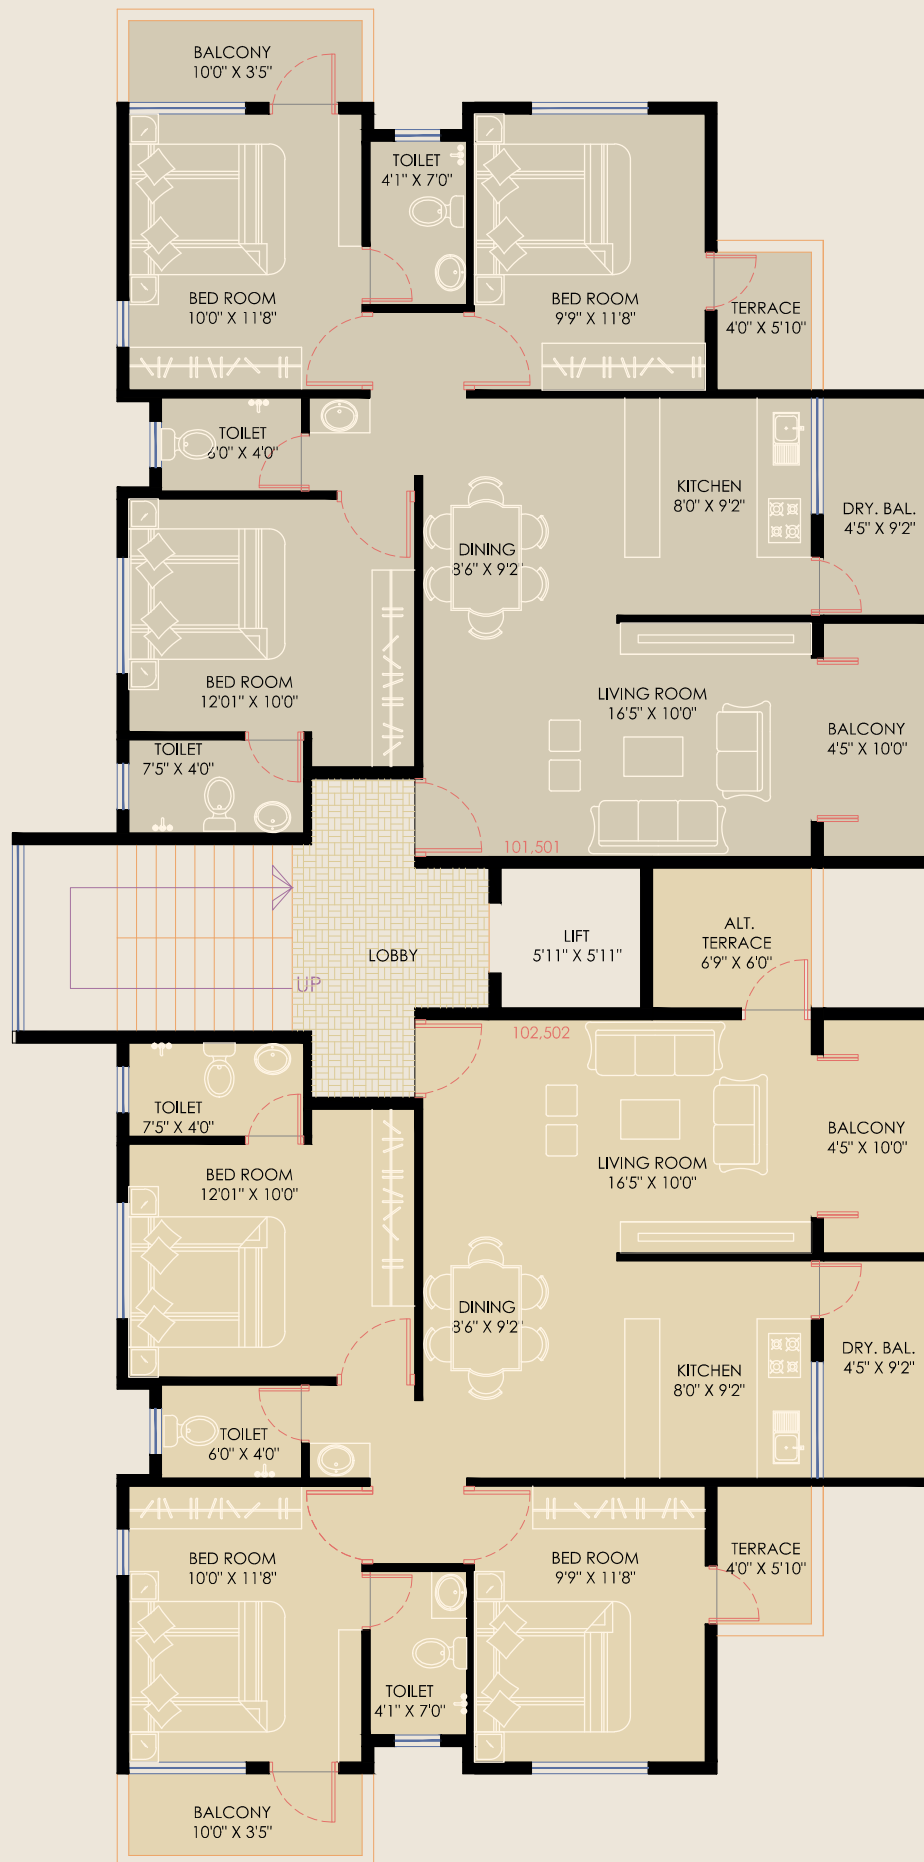 BALCONY
10'0" X 3'5"
TOILET
4'1" X 7'0"
BED ROOM
10'0" X 11'8"
BED ROOM
9'9" X 11'8"
TERRACE
4'0" X 5'10"
TOILET
6'0" X 4'0"
KITCHEN
8'0" X 9'2"
DRY. BAL.
4'5" X 9'2"
DINING
8'6" X 9'2"
BED ROOM
12'01" X 10'0"
LIVING ROOM
16'5" X 10'0"
BALCONY
4'5" X 10'0"
TOILET
7'5" X 4'0"
101,501
ALT.
TERRACE
6'9" X 6'0"
LIFT
5'11" X 5'11"
LOBBY
UP
102,502
TOILET
7'5" X 4'0"
BALCONY
4'5" X 10'0"
BED ROOM
12'01" X 10'0"
LIVING ROOM
16'5" X 10'0"
DINING
8'6" X 9'2"
KITCHEN
8'0" X 9'2"
DRY. BAL.
4'5" X 9'2"
TOILET
6'0" X 4'0"
BED ROOM
10'0" X 11'8"
BED ROOM
9'9" X 11'8"
TERRACE
4'0" X 5'10"
TOILET
4'1" X 7'0"
BALCONY
10'0" X 3'5"